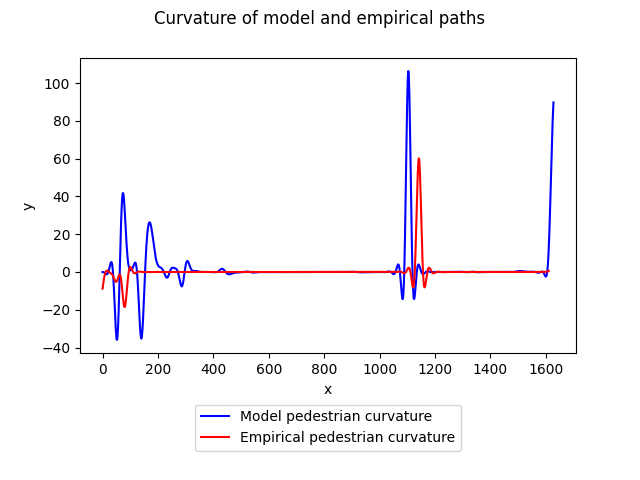 Curvature of model and empirical paths
100
80
60
40
20
0
−20
−40
y
0 200 400 600 800 1000 1200 1400 1600
x
Model pedestrian curvature
Empirical pedestrian curvature